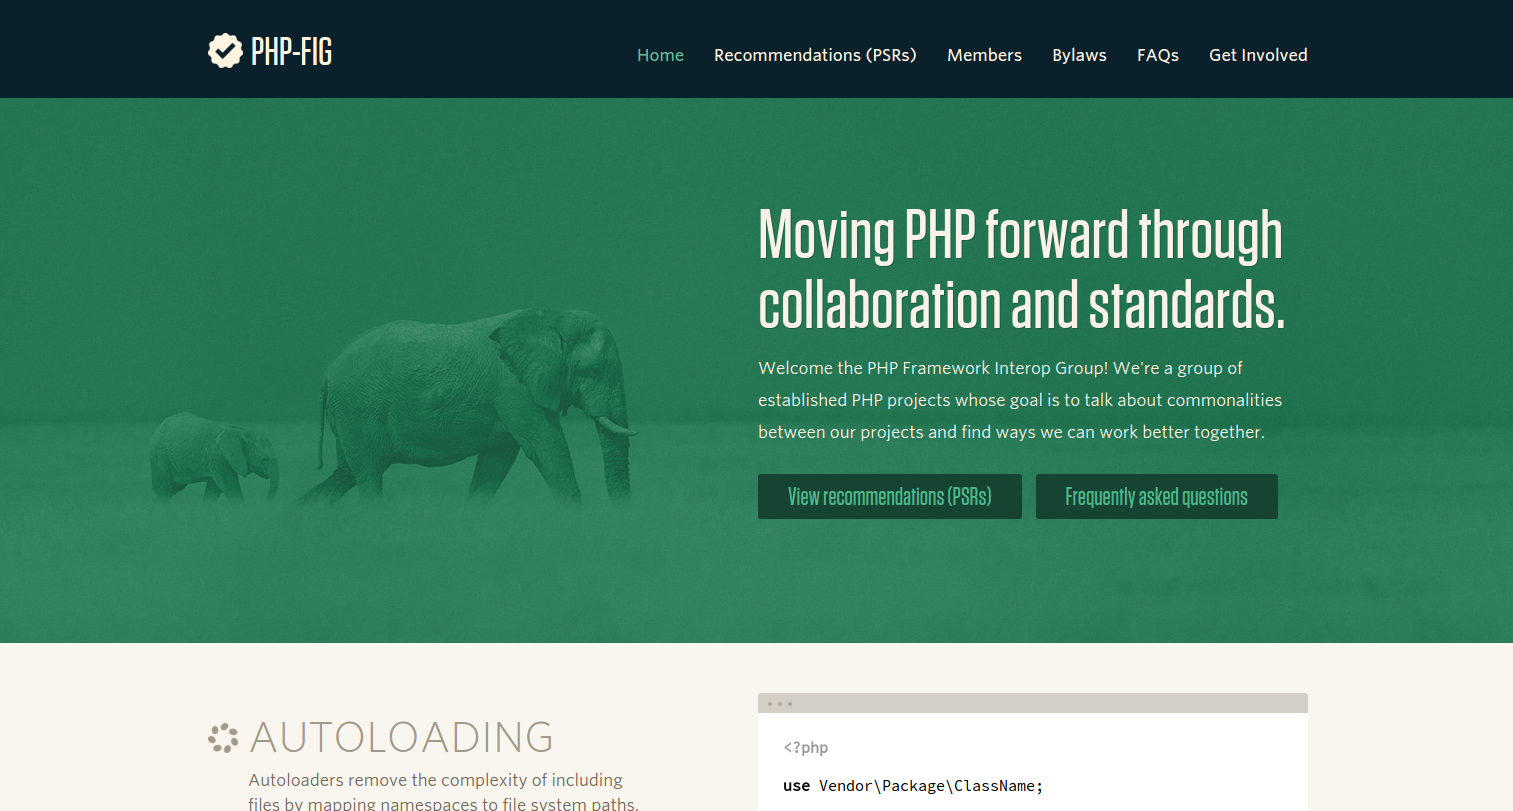 PHP-FIG
Home
Recommendations (PSRs)
Members
Bylaws
FAQs
Get Involved
Moving PHP forward through
collaboration and standards.
Welcome the PHP Framework Interop Group! We're a group of
established PHP projects whose goal is to talk about commonalities
between our projects and find ways we can work better together.
View recommendations (PSRs)
Frequently asked questions
AUTOLOADING
Autoloaders remove the complexity of including
files by mapping namespaces to file system paths.
<?php
use Vendor\Package\ClassName;